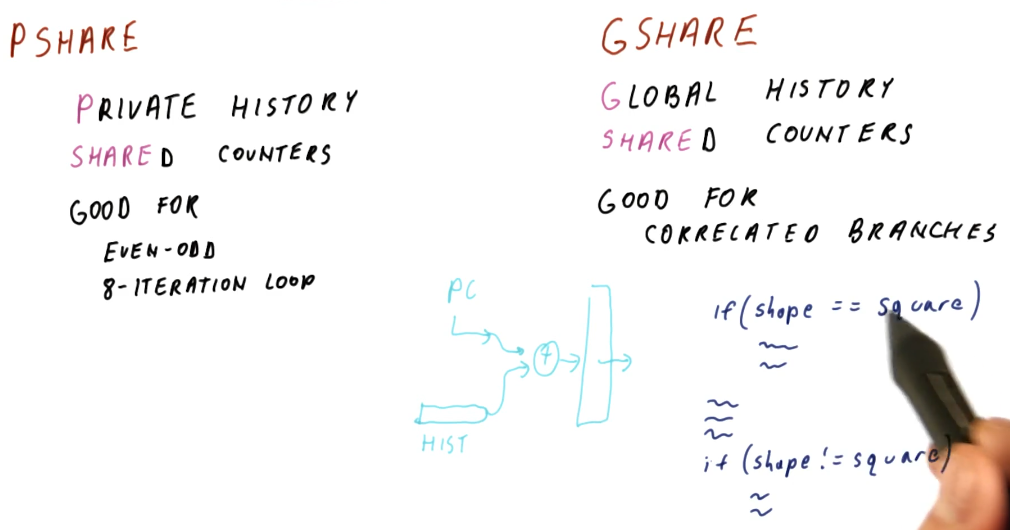 PSHARE
PRIVATE HISTORY
SHARED COUNTERS
GOOD FOR
EVEN-ODD
8-ITERATION LOOP
PC
HIST
GSHARE
GLOBAL HISTORY
SHARED COUNTERS
GOOD FOR
CORRELATED BRANCHES
if (shape == square)
if (shape != square)